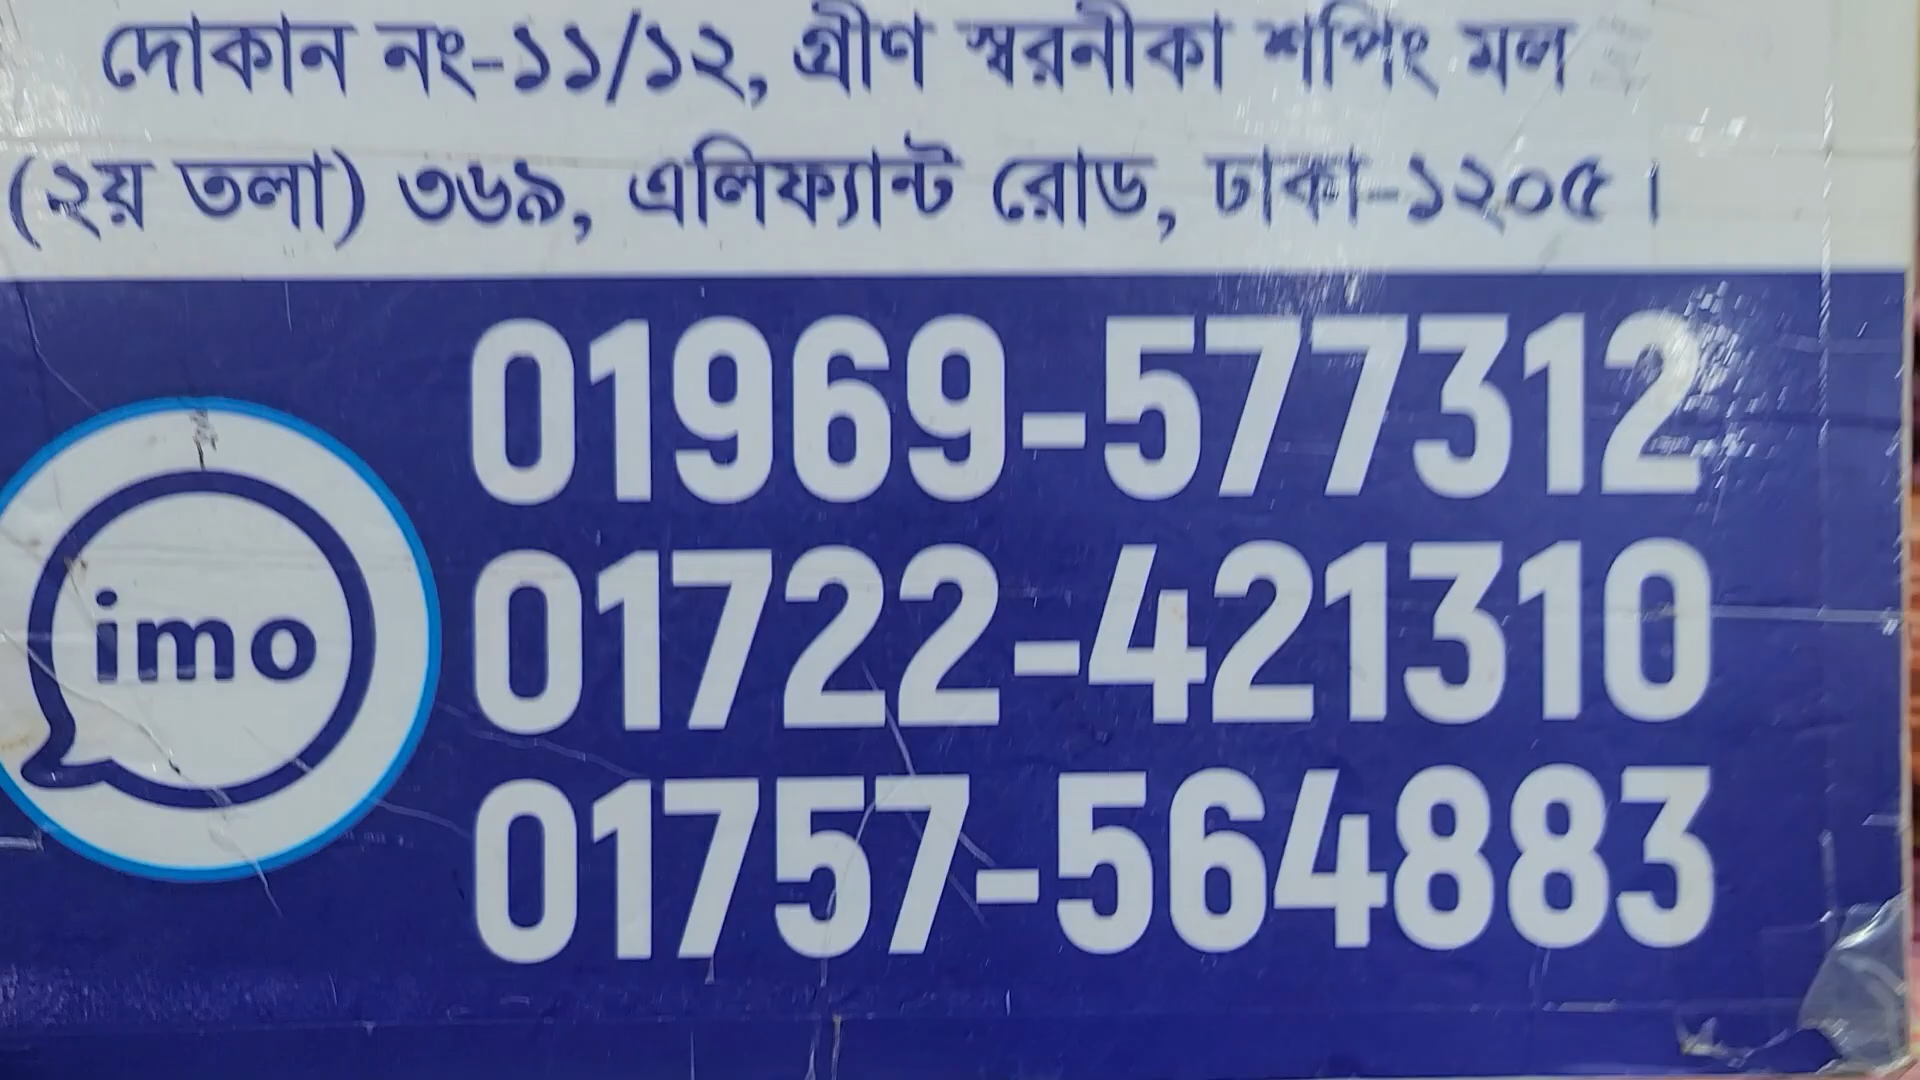 দোকান নং-১১/১২, গ্রীণ স্বরনীকা শপিং মল
(২য় তলা) ৩৬৯, এলিফ্যান্ট রোড, ঢাকা-১২০৫।
imo
01969-577312
01722-421310
01757-564883